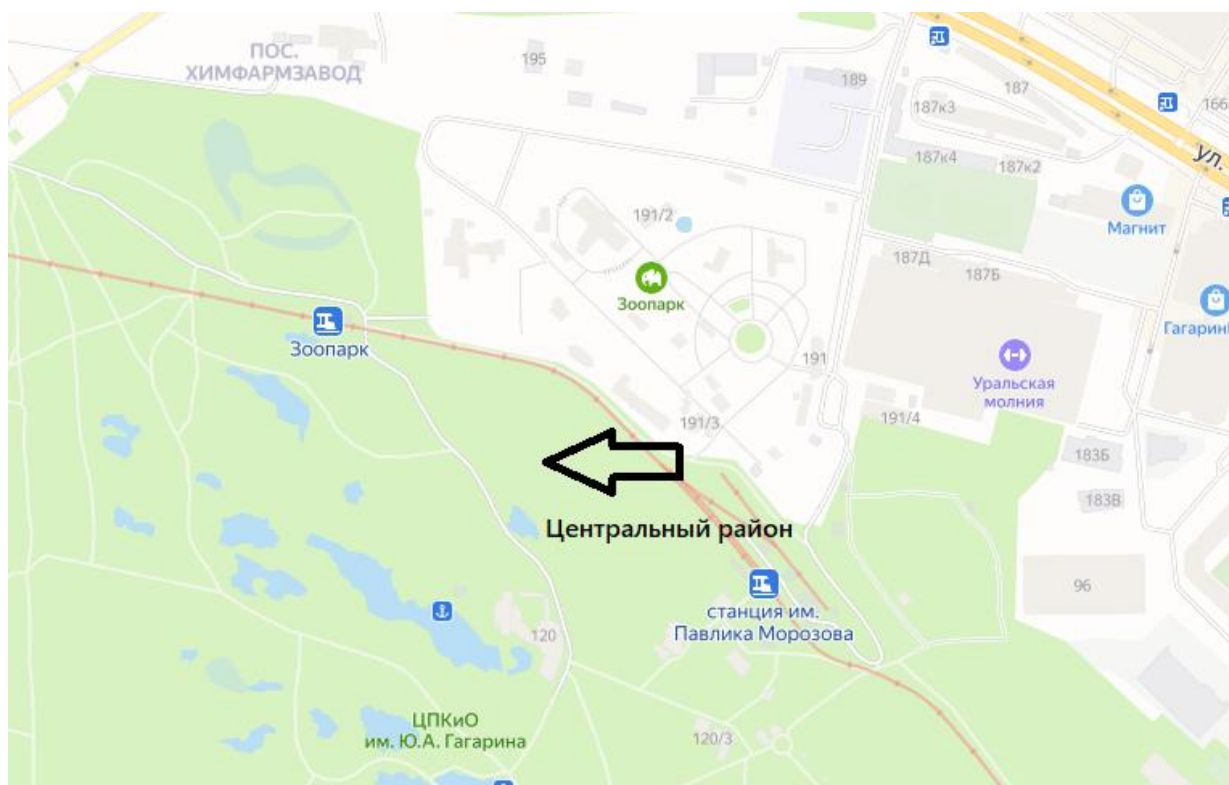 ПОС.
ХИМФАРМЗАВОД
195
189
187
187к3
166
187к4
187к2
ул.
Магнит
191/2
187Д
187Б
Зоопарк
Гагарин
Зоопарк
191
Уральская
молния
191/3
191/4
183Б
183В
Центральный район
96
станция им.
Павлика Морозова
120
ЦПКиО
им. Ю.А. Гагарина
120/3